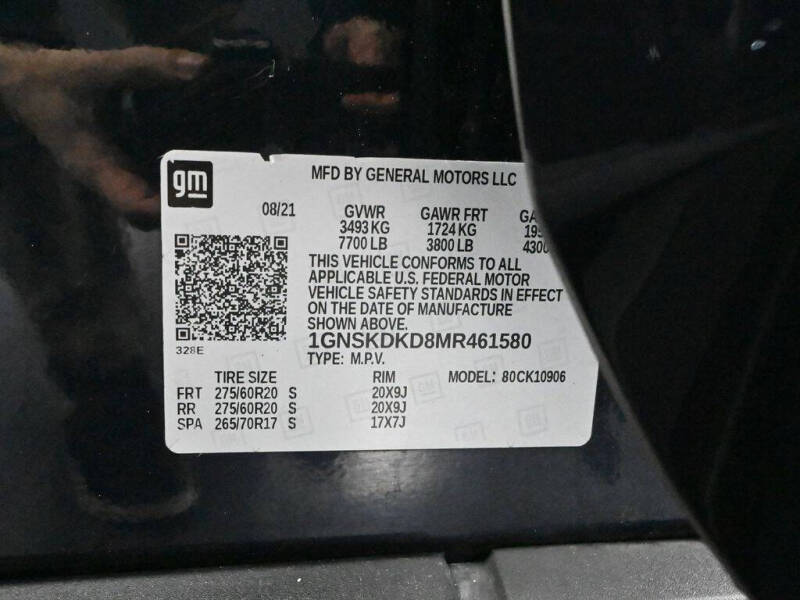 gm
MFD BY GENERAL MOTORS LLC
08/21 GVWR GAWR FRT
3493 KG 1724 KG
7700 LB 3800 LB 4300
THIS VEHICLE CONFORMS TO ALL
APPLICABLE U.S. FEDERAL MOTOR
VEHICLE SAFETY STANDARDS IN EFFECT
ON THE DATE OF MANUFACTURE
SHOWN ABOVE.
328E
1GNSKDKD8MR461580
TYPE: M.P.V.
TIRE SIZE RIM MODEL: 80CK10906
FRT 275/60R20 S 20X9J
RR 275/60R20 S 20X9J
SPA 265/70R17 S 17X7J